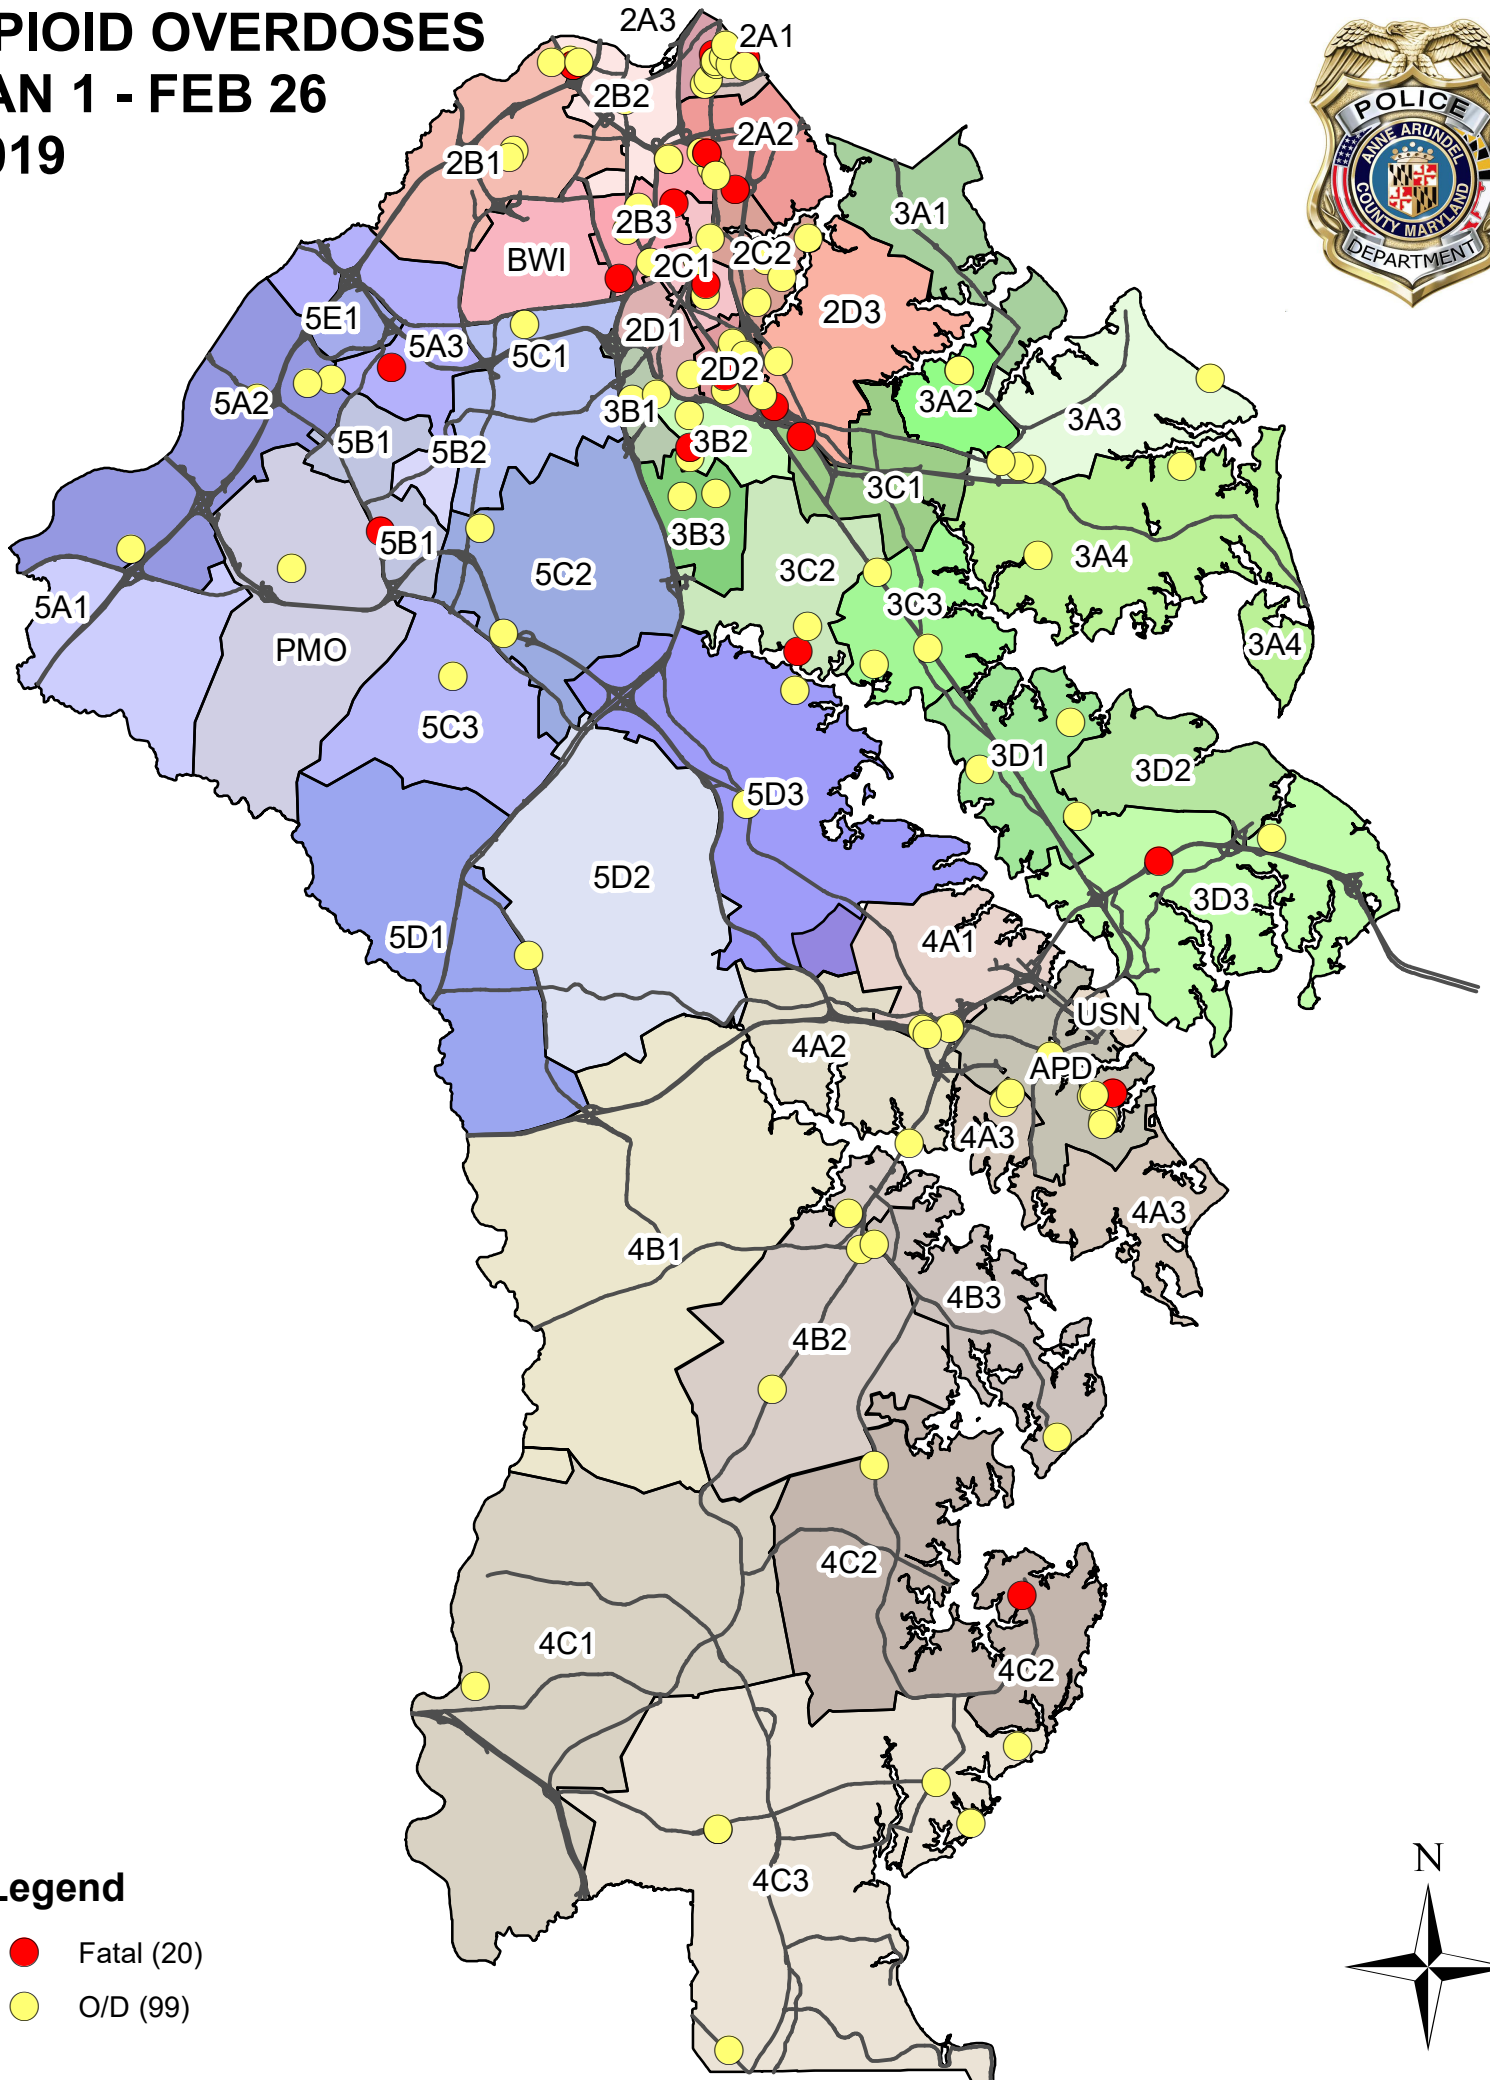 PIOID OVERDOSES
AN 1 - FEB 26
019
POLICE
ANNE ARUNDEL
COUNTY MARYLAND
DEPARTMENT
2A3
2A1
2B2
2A2
2B1
3A1
2B3
BWI
2C1
2C2
5E1
2D3
5A3
5C1
2D1
2D2
5A2
3A2
3B1
3A3
5B1
5B2
3B2
3C1
3B3
5B1
5C2
3C2
3A4
5A1
3C3
PMO
3A4
5C3
3D1
3D2
5D3
5D2
3D3
5D1
4A1
USN
4A2
APD
4A3
4A3
4B1
4B3
4B2
4C2
4C1
4C2
4C3
Legend
Fatal (20)
O/D (99)
N